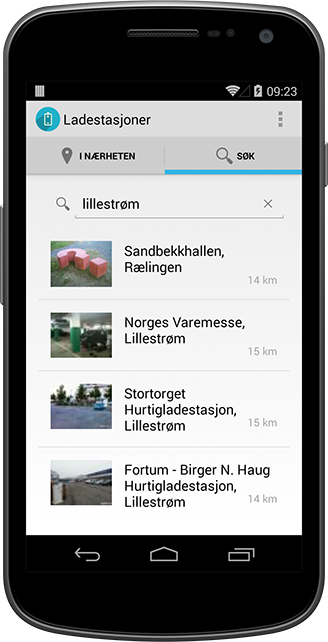 09:23
Ladestasjoner
I NÆRHETEN
SØK
lillestrøm
Sandbekkhallen,
Rælingen
14 km
Norges Varemesse,
Lillestrøm
15 km
Stortorget
Hurtigladestasjon,
Lillestrøm
15 km
Fortum - Birger N. Haug
Hurtigladestasjon,
Lillestrøm
14 km